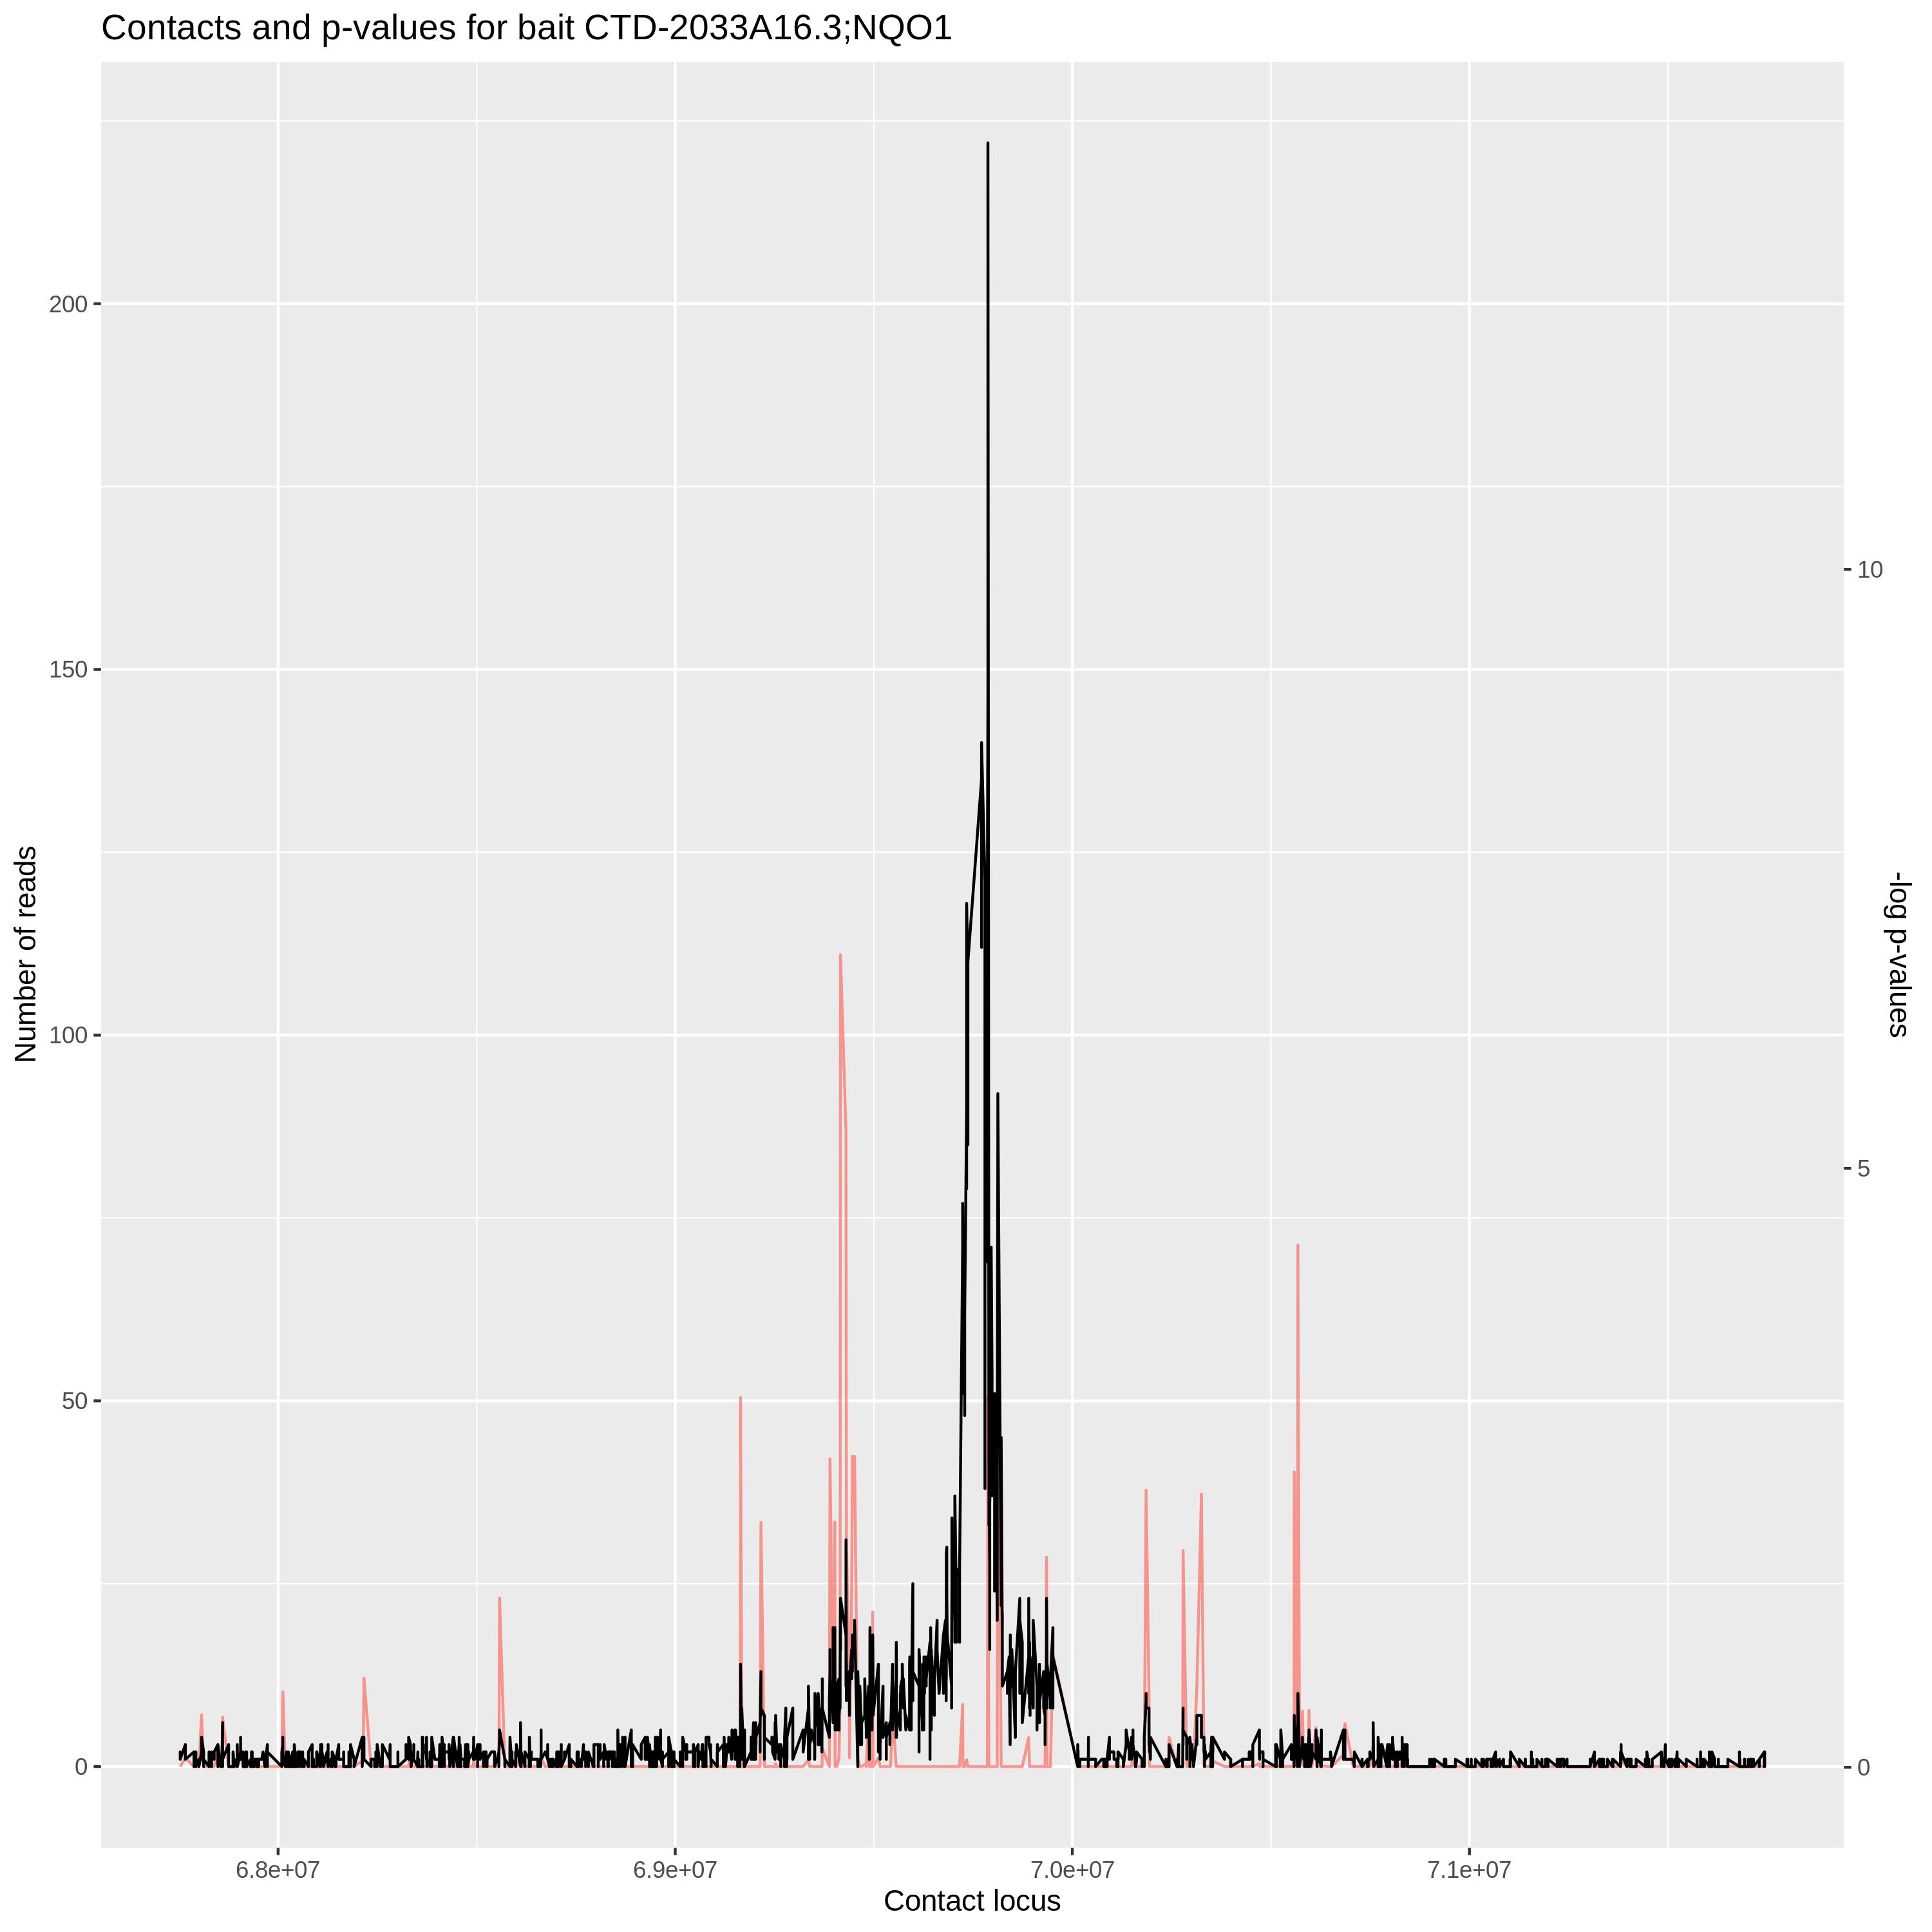 Contacts and p-values for bait CTD-2033A16.3;NQO1
200
150
100
50
0
Number of reads
10
5
0
-log p-values
6.8e+07
6.9e+07
7.0e+07
7.1e+07
Contact locus